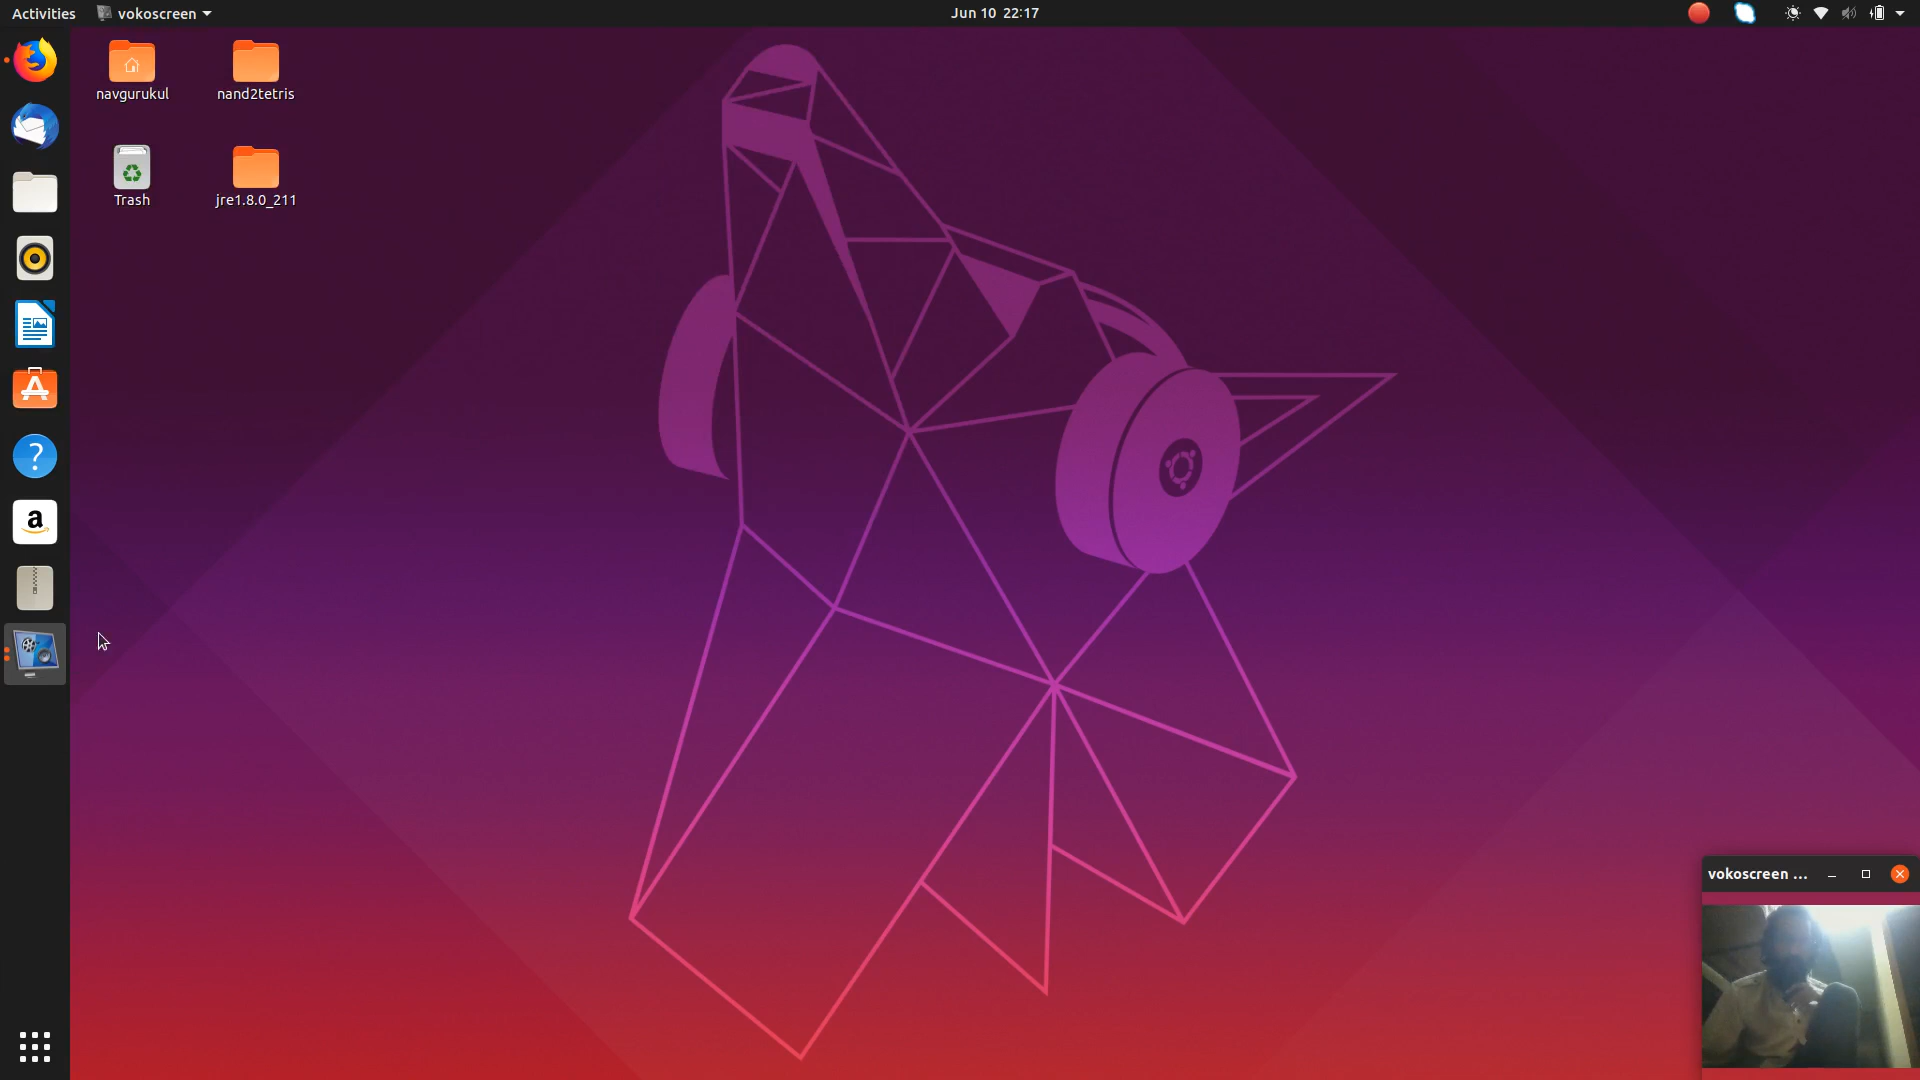 Activities
vokoscreen
Jun 10 22:17
navgurukul
nand2tetris
Trash
jre1.8.0_211
?
a
vokoscreen ...